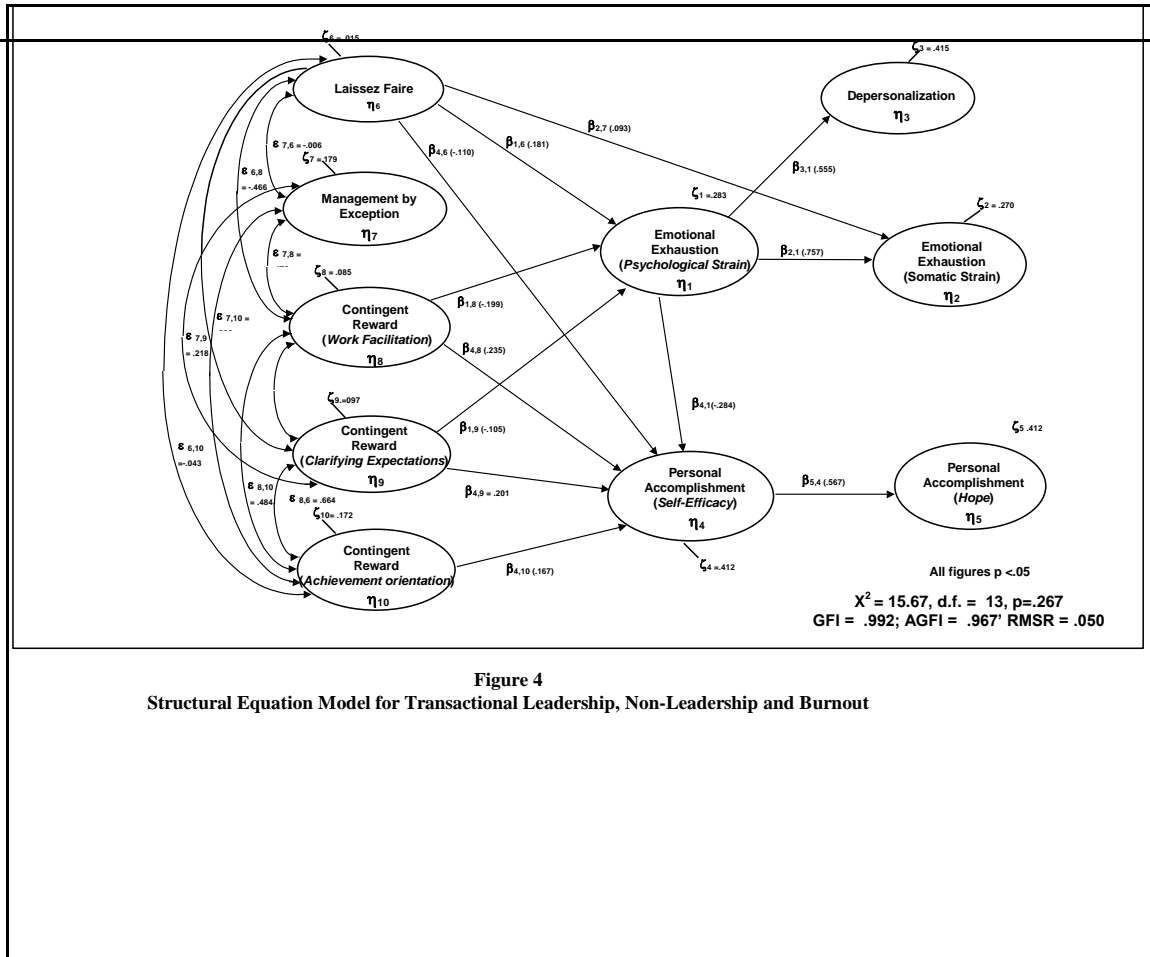 ζ6 = .015
Laissez Faire
η6
ζ3 = .415
Depersonalization
η3
β2,7 (.093)
β4,6 (-.110)
β1,6 (.181)
ε 7,6 = -.006
ζ7 = .179
ε 6,8
= -.466
Management by
Exception
η7
β3,1 (.555)
ζ1 = .283
Emotional
Exhaustion
(Psychological Strain)
η1
ζ2 = .270
Emotional
Exhaustion
(Somatic Strain)
η2
β2,1 (.757)
ε 7,8 =
ζ8 = .085
Contingent
Reward
(Work Facilitation)
η8
β1,8 (-.199)
β4,8 (.235)
ε 7,10 =
ε 7,9
= .218
ζ9.=097
Contingent
Reward
(Clarifying Expectations)
η9
β1,9 (-.105)
β4,1(-.284)
β4,9 = .201
ε 6,10
=-.043
ε 8,10
= .484
ε 8,6 = .664
ζ10= .172
Contingent
Reward
(Achievement orientation)
η10
β4,10 (.167)
Personal
Accomplishment
(Self-Efficacy)
η4
ζ4 =.412
β5,4 (.567)
ζ5 .412
Personal
Accomplishment
(Hope)
η5
All figures p <.05
X2 = 15.67, d.f. = 13, p=.267
GFI = .992; AGFI = .967' RMSR = .050
Figure 4
Structural Equation Model for Transactional Leadership, Non-Leadership and Burnout